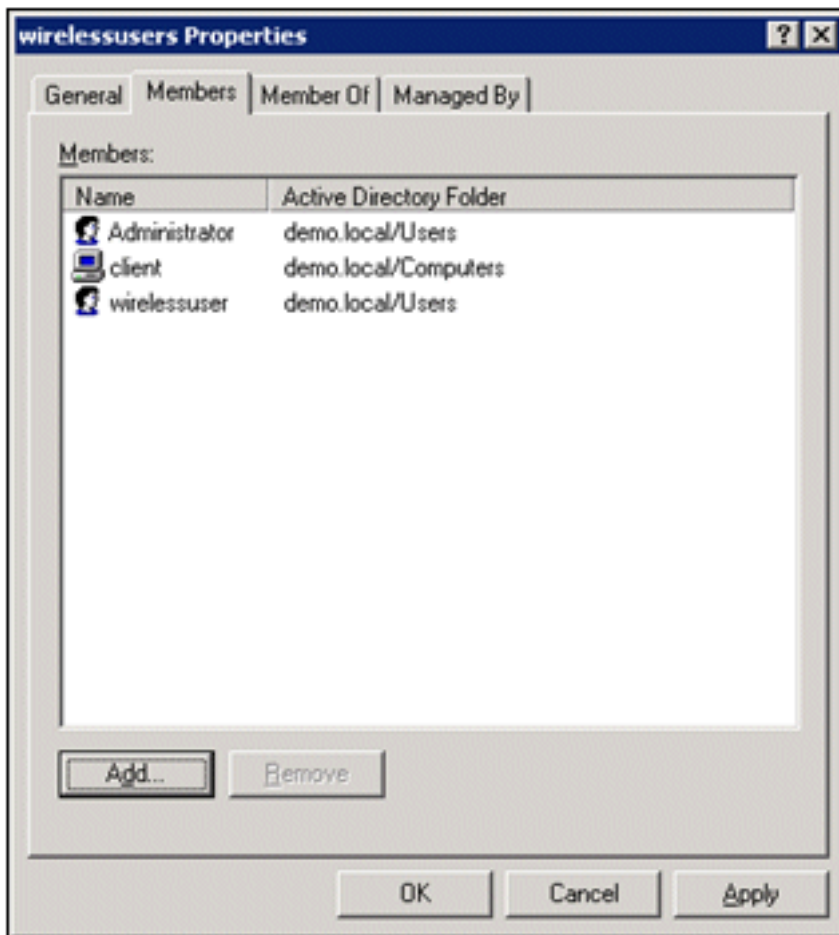 wirelessusers Properties
General Members Member Of Managed By
Members:
Name Active Directory Folder
Administrator demo.local/Users
client demo.local/Computers
wirelessuser demo.local/Users
Add... Remove
OK Cancel Apply